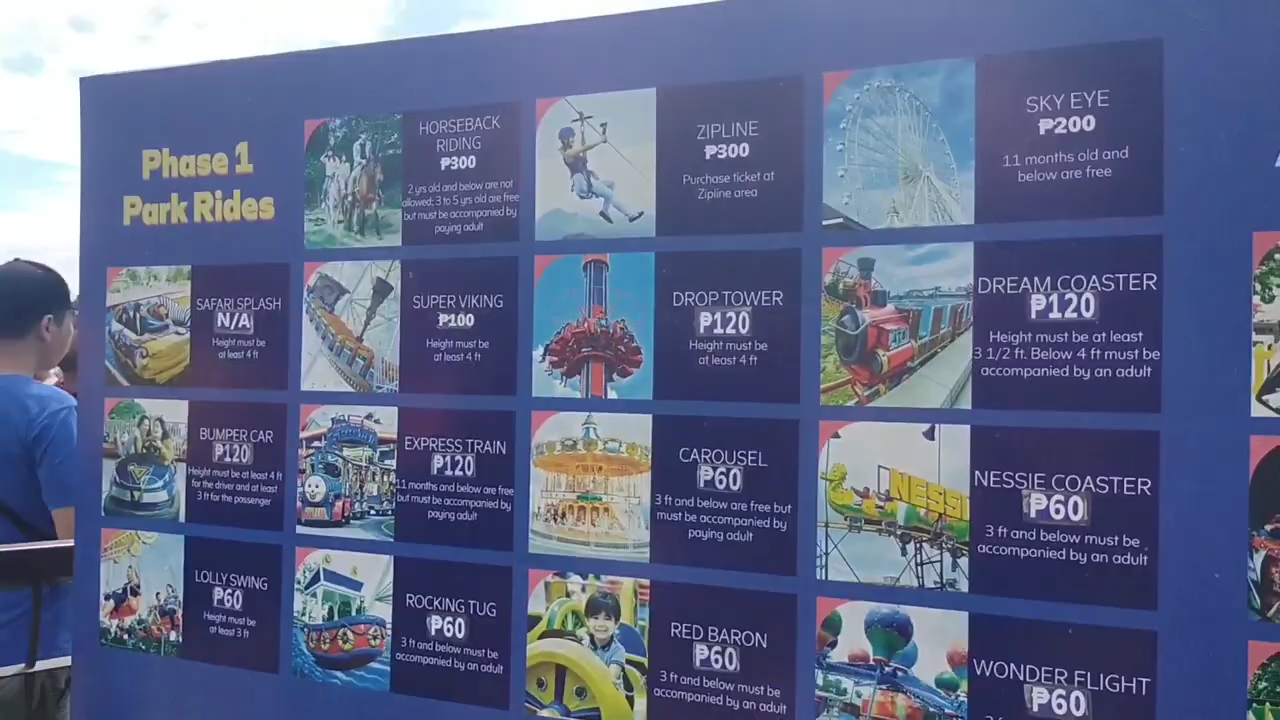 Phase 1
Park Rides
HORSEBACK
RIDING
₱300
2 yrs old and below are not
allowed; 3 to 5 yrs old are free
but must be accompanied by
paying adult
ZIPLINE
₱300
Purchase ticket at
Zipline area
SKY EYE
₱200
11 months old and
below are free
SAFARI SPLASH
N/A
Height must be
at least 4 ft
SUPER VIKING
₱100
Height must be
at least 4 ft
DROP TOWER
₱120
Height must be
at least 4 ft
DREAM COASTER
₱120
Height must be at least
3 1/2 ft. Below 4 ft must be
accompanied by an adult
BUMPER CAR
₱120
Height must be at least 4 ft
for the driver and at least
3 ft for the passenger
EXPRESS TRAIN
₱120
11 months and below are free
but must be accompanied by
paying adult
CAROUSEL
₱60
3 ft and below are free but
must be accompanied by
paying adult
NESSI
NESSIE COASTER
₱60
3 ft and below must be
accompanied by an adult
LOLLY SWING
₱60
Height must be
at least 3 ft
ROCKING TUG
₱60
3 ft and below must be
accompanied by an adult
RED BARON
₱60
3 ft and below must be
accompanied by an adult
WONDER FLIGHT
₱60